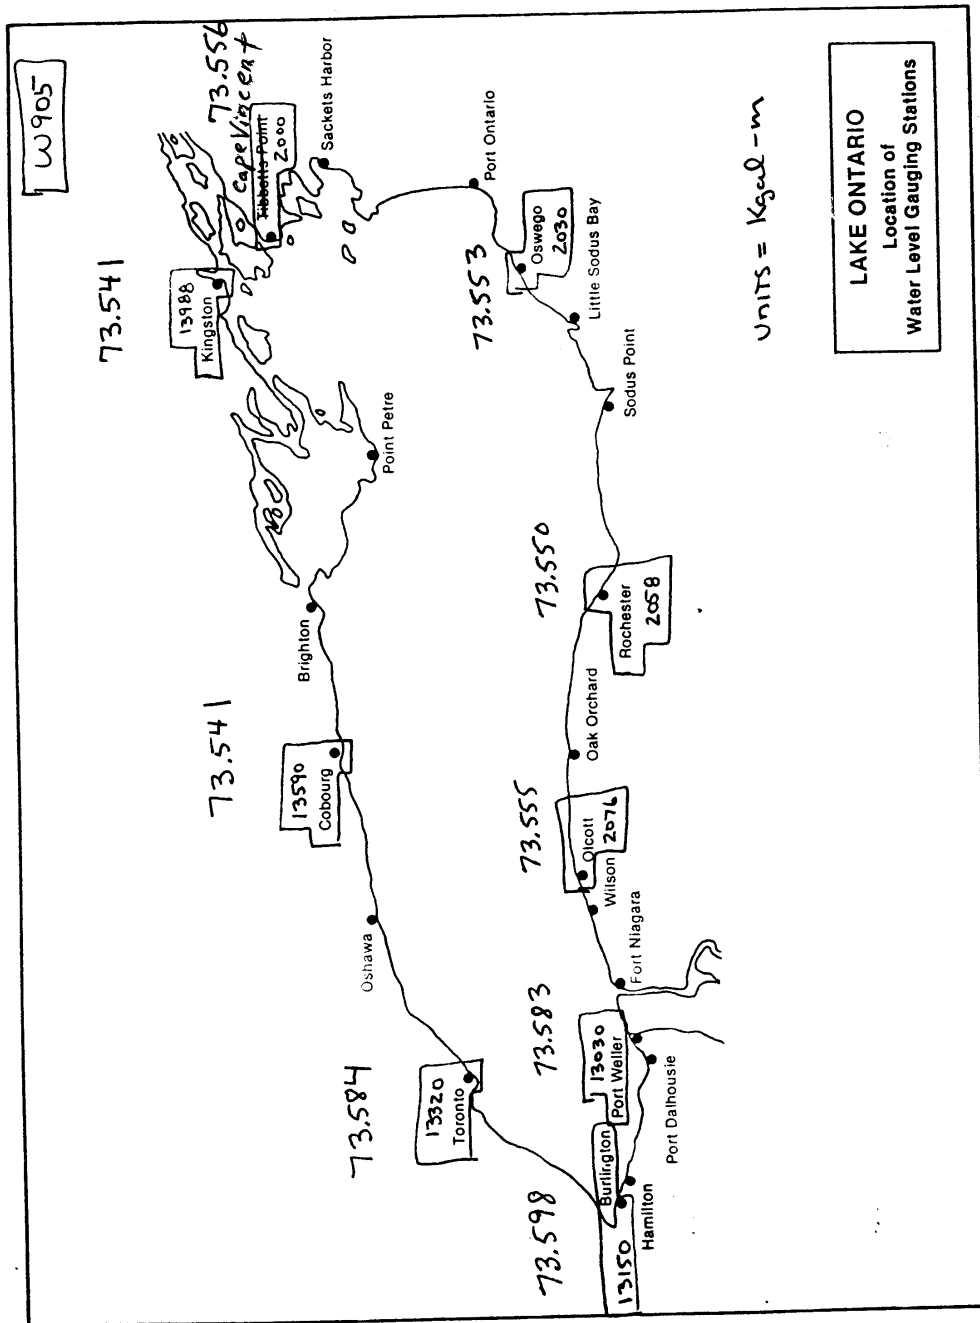 W905
73.556
Cape Vincent
Tibbetts Point
2000
Sackets Harbor
73.541
13988
Kingston
Port Ontario
73.553
Oswego
2030
Little Sodus Bay
Sodus Point
Point Petre
Brighton
73.550
Rochester
2058
73.541
13590
Cobourg
Oak Orchard
73.555
Olcott
2076
Wilson
Oshawa
Fort Niagara
73.583
13030
Port Weller
Port Dalhousie
73.584
13320
Toronto
73.598
Burlington
13150
Hamilton
UNITS = Kgal-m
LAKE ONTARIO
Location of
Water Level Gauging Stations